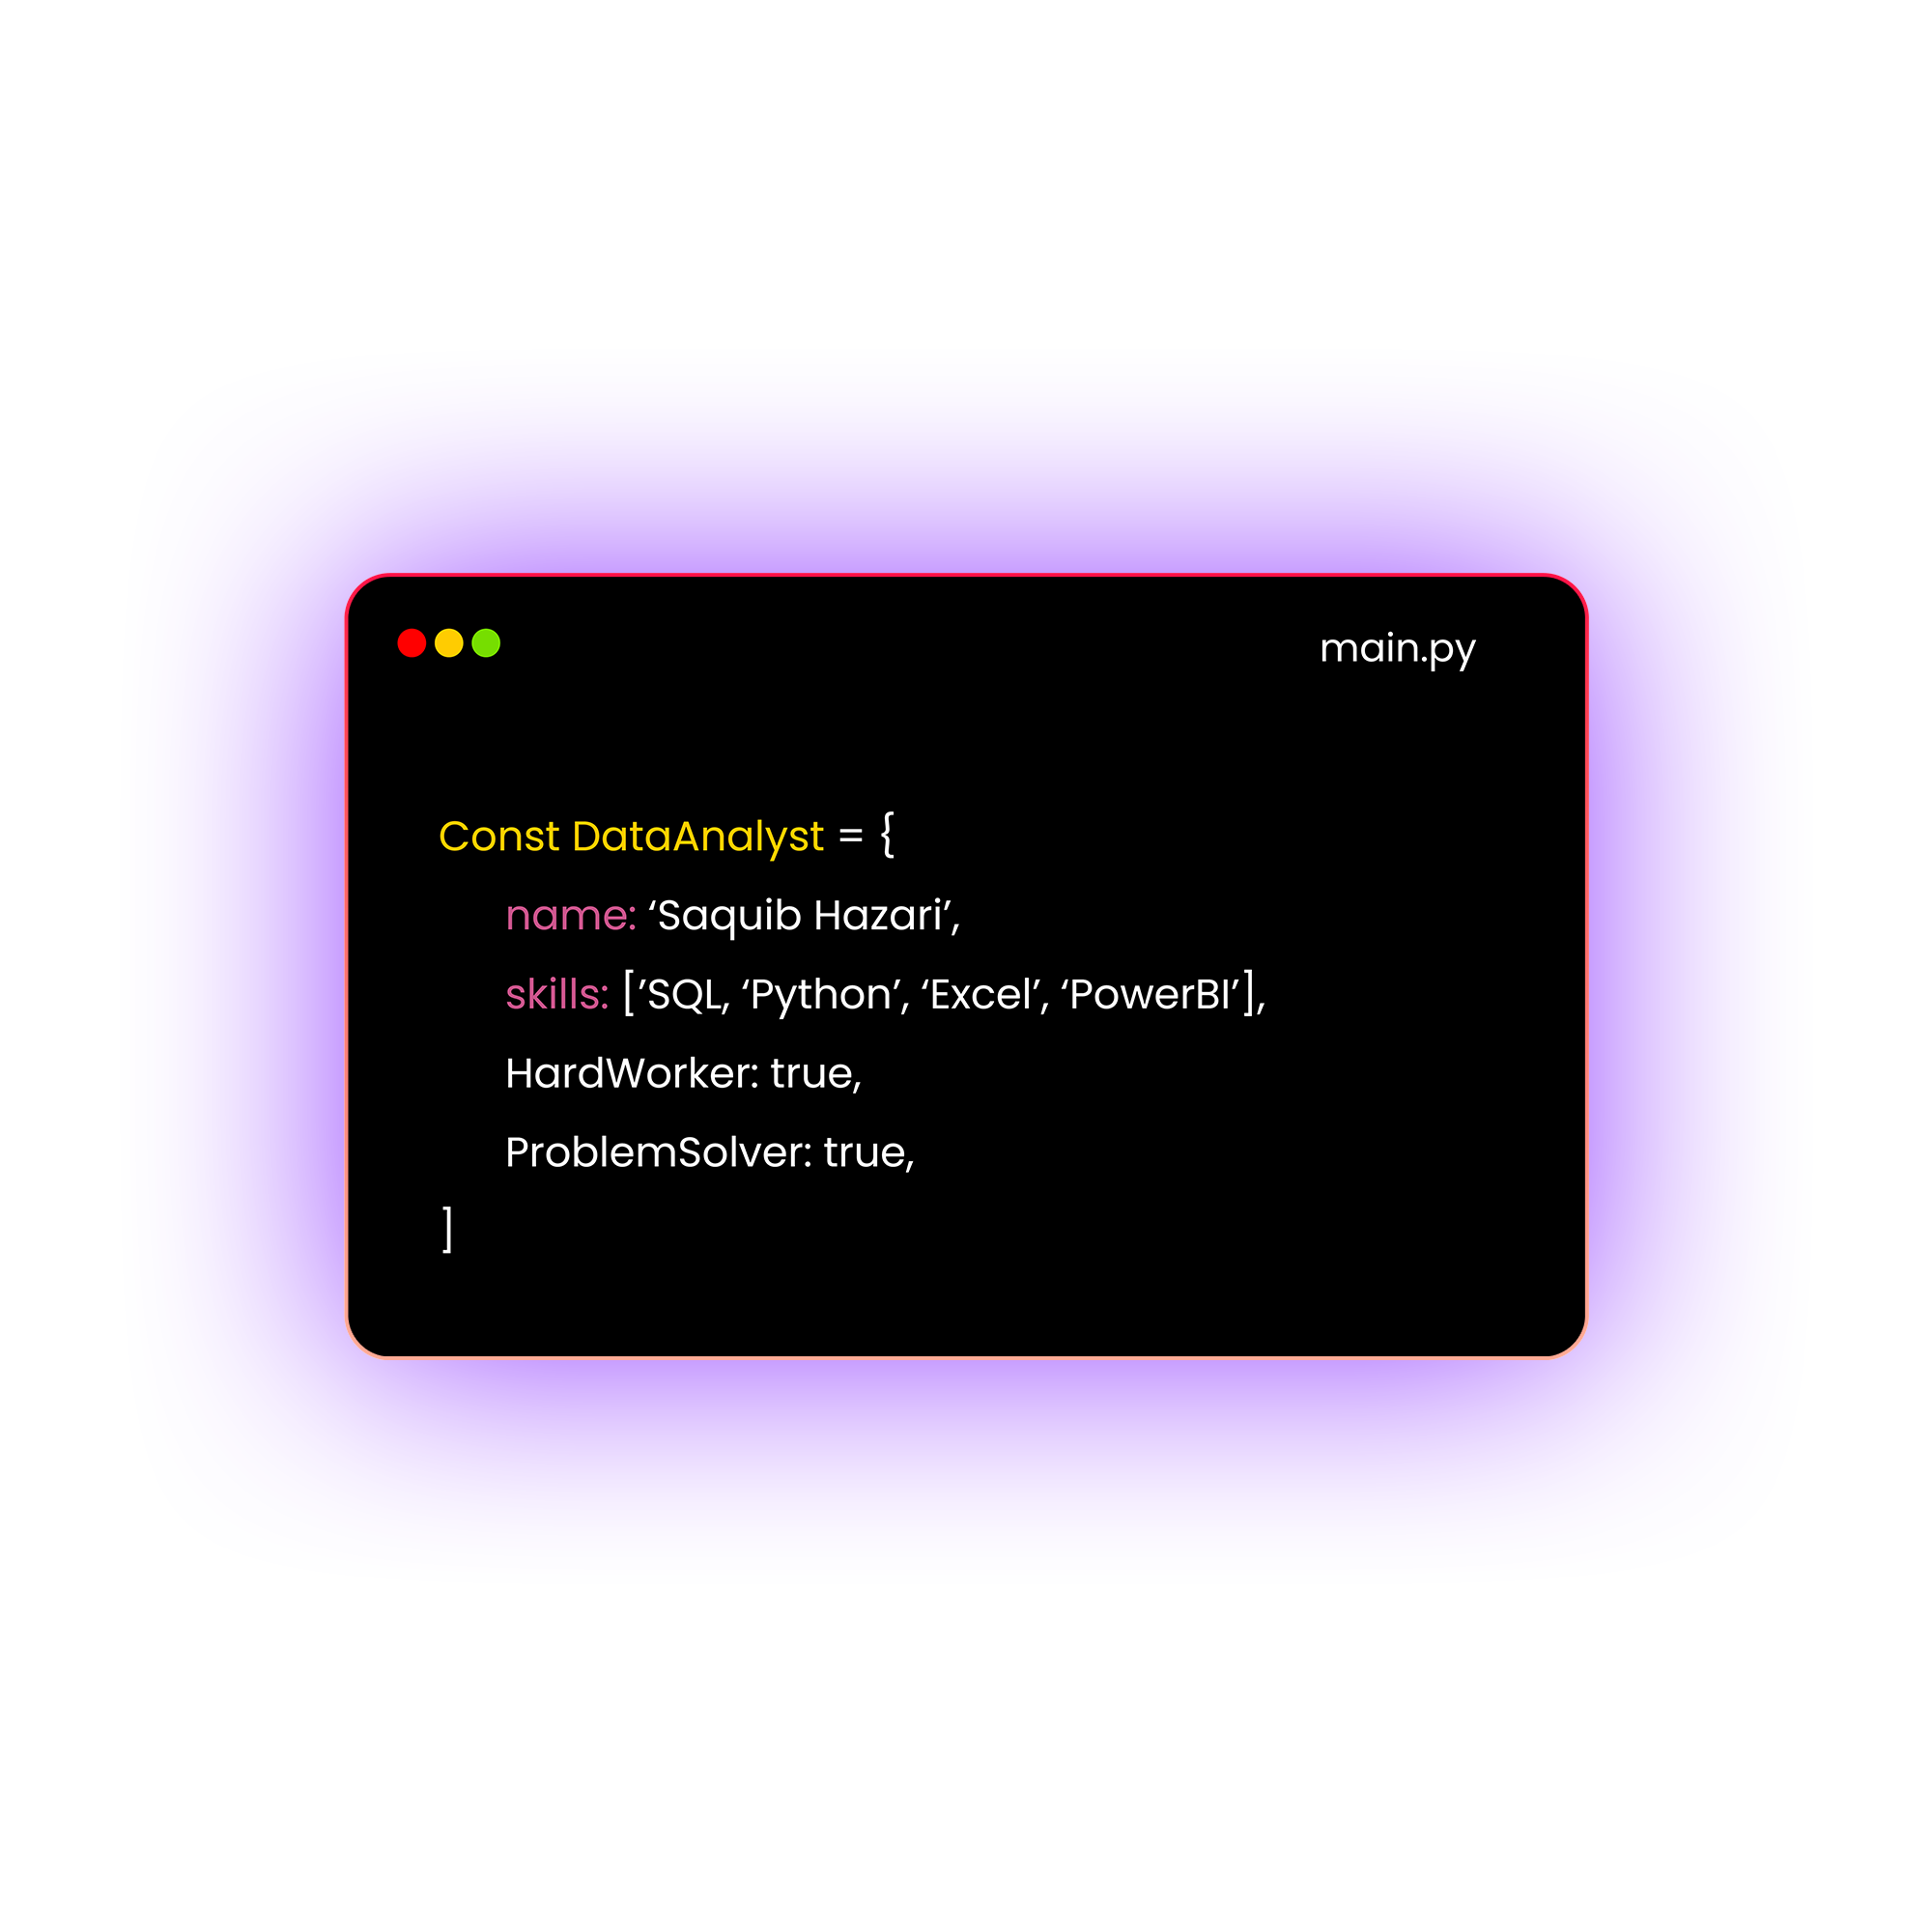 main.py
Const DataAnalyst = {
name: ‘Saquib Hazari’,
skills: [’SQL, ‘Python’, ‘Excel’, ‘PowerBI’],
HardWorker: true,
ProblemSolver: true,
]